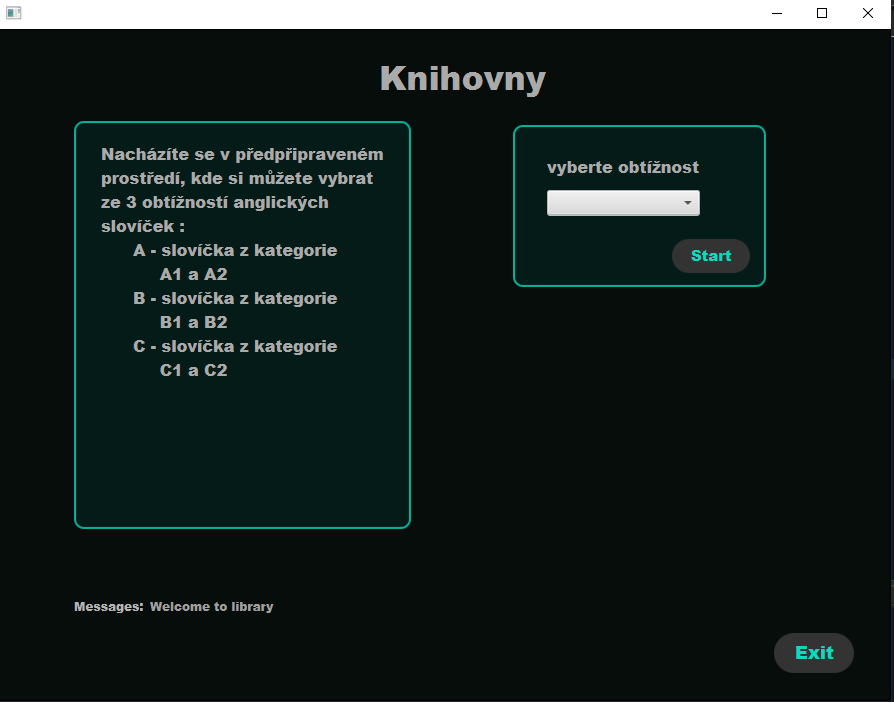 Knihovny
Nacházíte se v předpřipraveném
prostředí, kde si můžete vybrat
ze 3 obtížností anglických
slovíček :
A - slovíčka z kategorie
A1 a A2
B - slovíčka z kategorie
B1 a B2
C - slovíčka z kategorie
C1 a C2
vyberte obtížnost
Start
Messages: Welcome to library
Exit